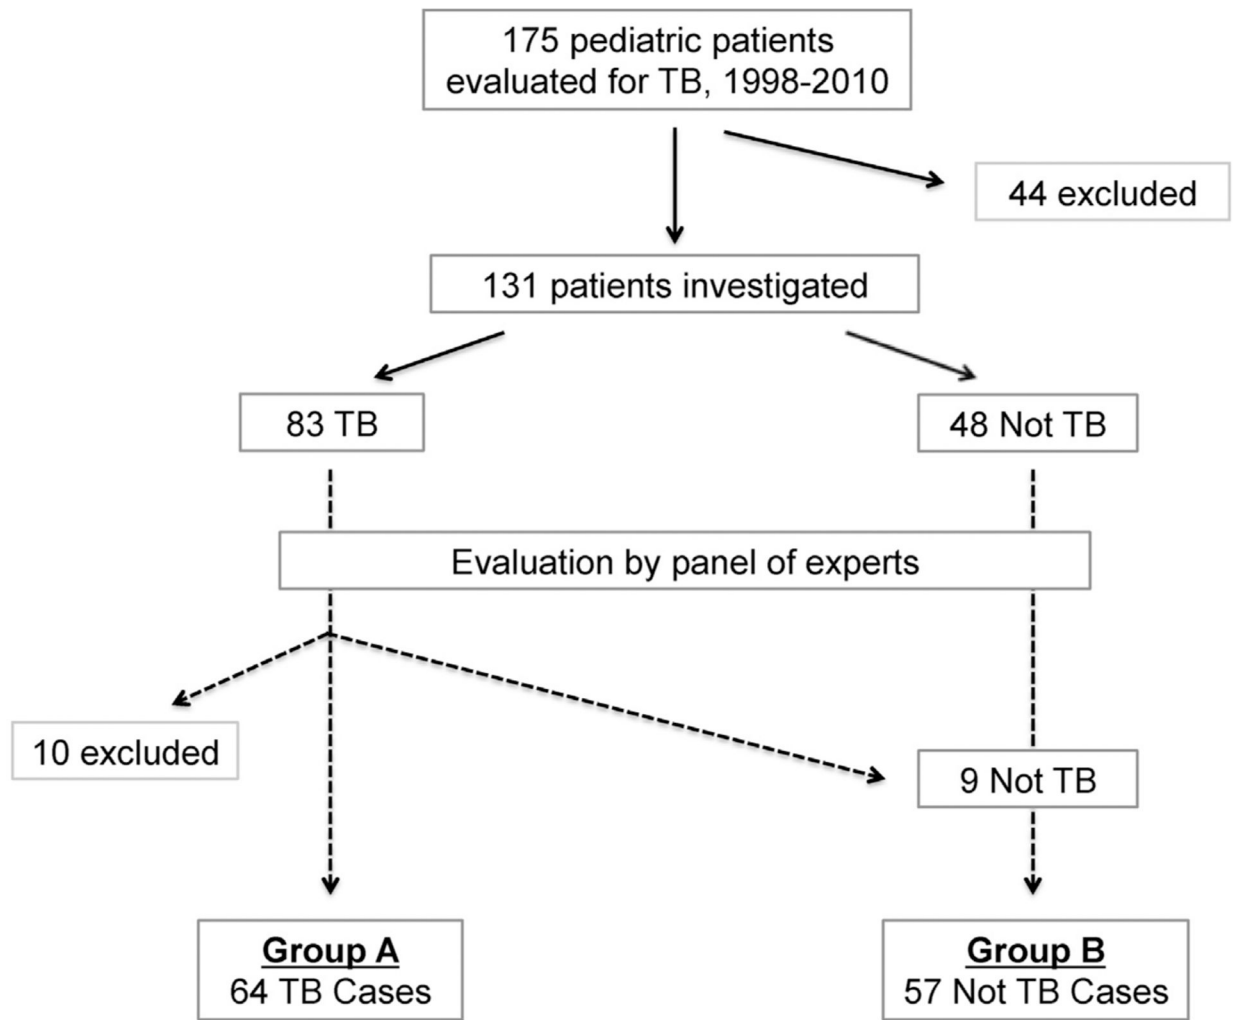 175 pediatric patients
evaluated for TB, 1998-2010
44 excluded
131 patients investigated
83 TB
48 Not TB
Evaluation by panel of experts
10 excluded
9 Not TB
Group A
64 TB Cases
Group B
57 Not TB Cases